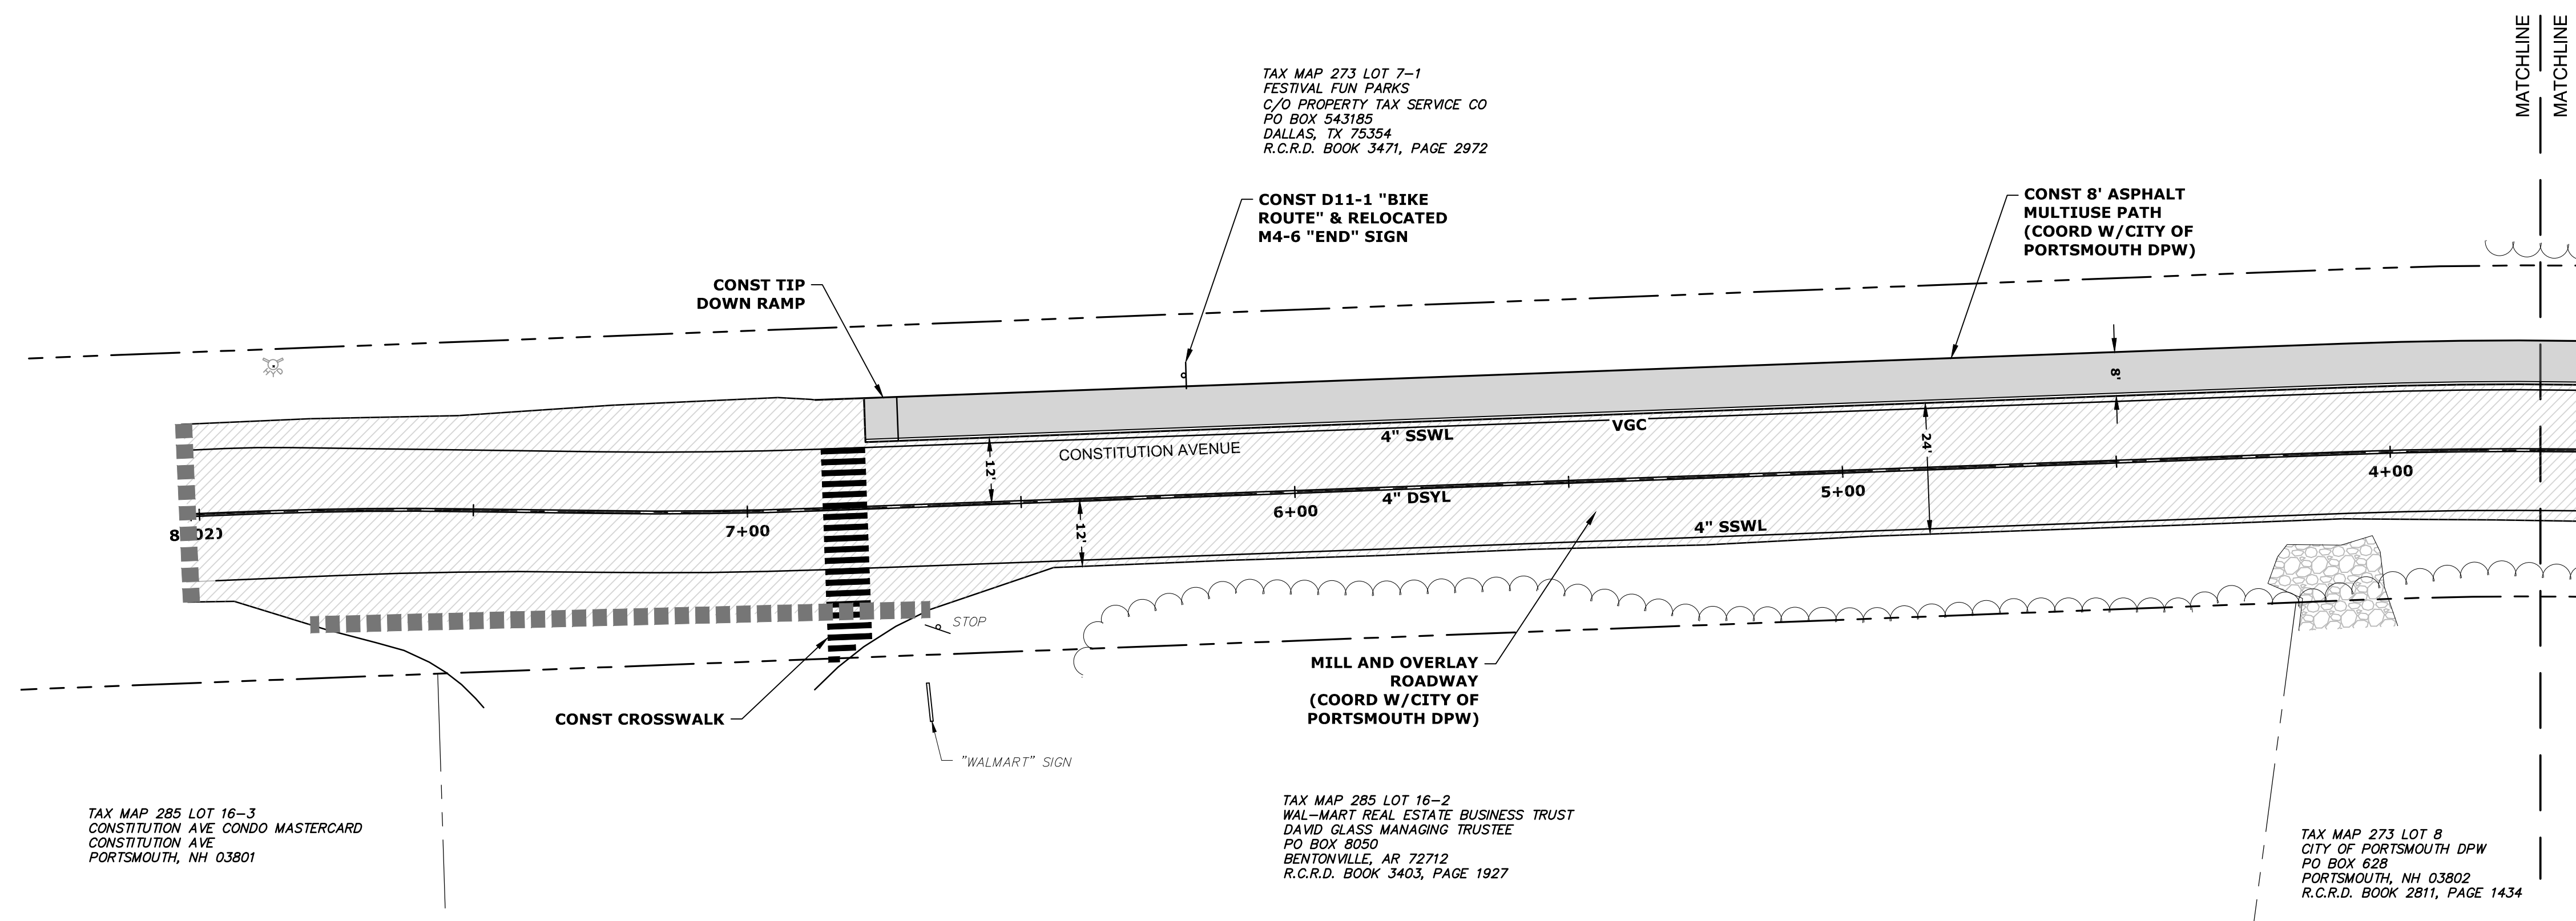 MATCHLINE
MATCHLINE
TAX MAP 273 LOT 7-1
FESTIVAL FUN PARKS
C/O PROPERTY TAX SERVICE CO
PO BOX 543185
DALLAS, TX 75354
R.C.R.D. BOOK 3471, PAGE 2972
CONST D11-1 "BIKE
ROUTE" & RELOCATED
M4-6 "END" SIGN
CONST 8' ASPHALT
MULTIUSE PATH
(COORD W/CITY OF
PORTSMOUTH DPW)
CONST TIP
DOWN RAMP
8'
VGC
4" SSWL
CONSTITUTION AVENUE
24'
12'
4+00
5+00
4" DSYL
6+00
7+00
12'
4" SSWL
STOP
MILL AND OVERLAY
ROADWAY
(COORD W/CITY OF
PORTSMOUTH DPW)
CONST CROSSWALK
"WALMART" SIGN
TAX MAP 285 LOT 16-3
CONSTITUTION AVE CONDO MASTERCARD
CONSTITUTION AVE
PORTSMOUTH, NH 03801
TAX MAP 285 LOT 16-2
WAL-MART REAL ESTATE BUSINESS TRUST
DAVID GLASS MANAGING TRUSTEE
PO BOX 8050
BENTONVILLE, AR 72712
R.C.R.D. BOOK 3403, PAGE 1927
TAX MAP 273 LOT 8
CITY OF PORTSMOUTH DPW
PO BOX 628
PORTSMOUTH, NH 03802
R.C.R.D. BOOK 2811, PAGE 1434